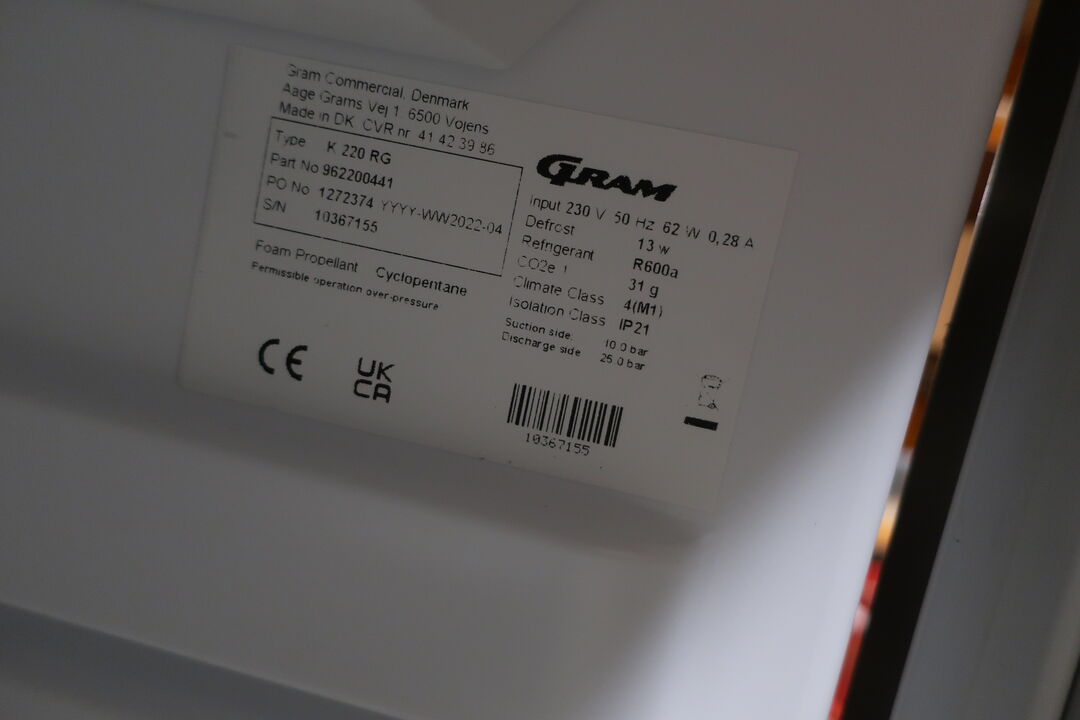 Gram Commercial, Denmark
Aage Grams Vej 1, 6500 Vojens
Made in DK. CVR nr. 41 42 39 86
Type K 220 RG
Part No 962200441
PO No 1272374 YYYY-WW2022-04
S/N 10367155
Foam Propellant Cyclopentane
Permissible operation over-pressure
CE
UK
CA
GRAM
Input 230 V 50 Hz 62 W 0,28 A
Defrost 13 w
Refrigerant R600a
CO2e 31 g
Climate Class 4(M1)
Isolation Class IP21
Suction side: 10.0 bar
Discharge side 25.0 bar
10367155